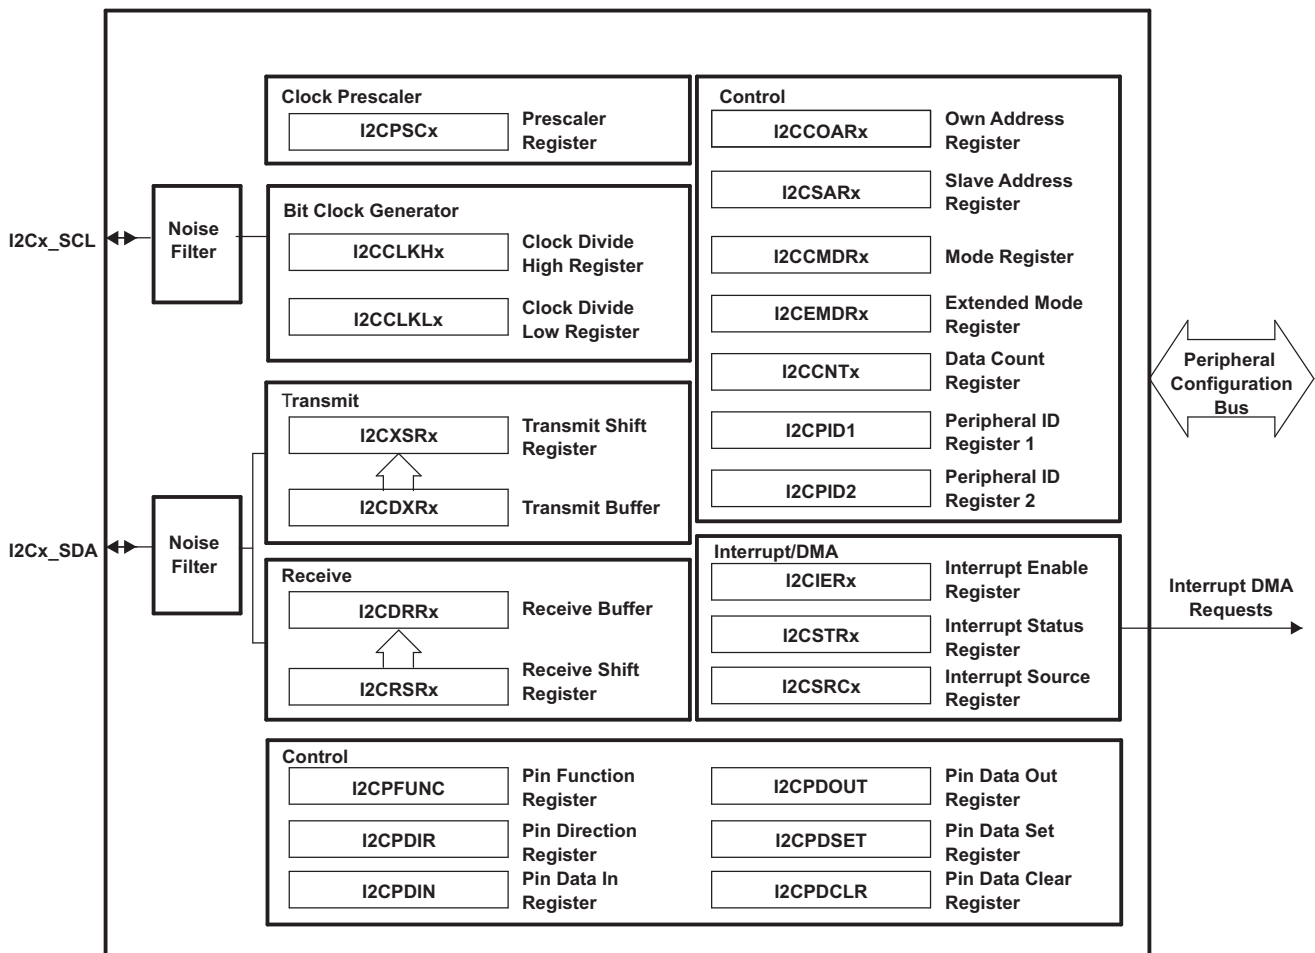 Clock Prescaler
I2CPSCx
Prescaler
Register
I2Cx_SCL
Noise
Filter
Bit Clock Generator
I2CCLKHx
Clock Divide
High Register
I2CCLKLx
Clock Divide
Low Register
Transmit
I2CXSRx
Transmit Shift
Register
I2CDXRx
Transmit Buffer
I2Cx_SDA
Noise
Filter
Receive
I2CDRRx
Receive Buffer
I2CRSRx
Receive Shift
Register
Control
I2CCOARx
Own Address
Register
I2CSARx
Slave Address
Register
I2CCMDRx
Mode Register
I2CEMDRx
Extended Mode
Register
I2CCNTx
Data Count
Register
I2CPID1
Peripheral ID
Register 1
I2CPID2
Peripheral ID
Register 2
Peripheral
Configuration
Bus
Interrupt/DMA
I2CIERx
Interrupt Enable
Register
I2CSTRx
Interrupt Status
Register
I2CSRCx
Interrupt Source
Register
Interrupt DMA
Requests
Control
I2CPFUNC
Pin Function
Register
I2CPDIR
Pin Direction
Register
I2CPDIN
Pin Data In
Register
I2CPDOUT
Pin Data Out
Register
I2CPDSET
Pin Data Set
Register
I2CPDCLR
Pin Data Clear
Register